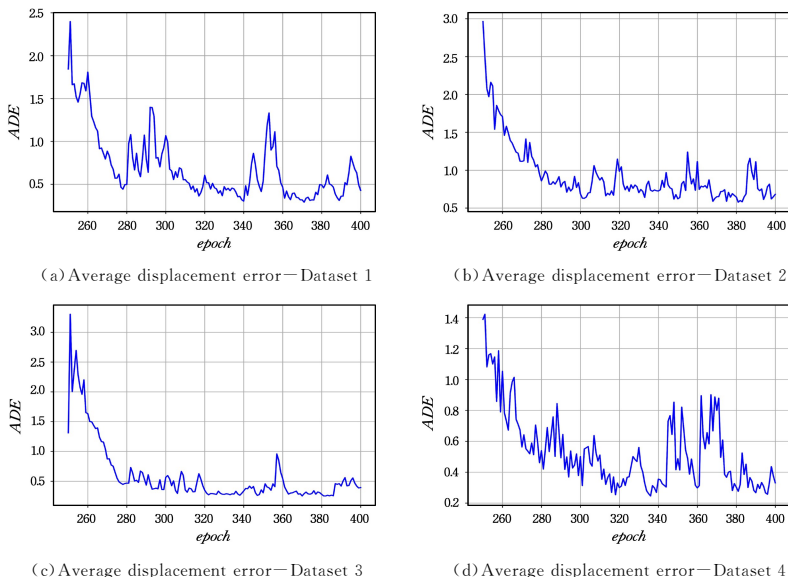 2.5
2.0
1.5
1.0
0.5
ADE
260 280 300 320 340 360 380 400
epoch
(a)Average displacement error—Dataset 1
3.0
2.5
2.0
1.5
1.0
0.5
ADE
260 280 300 320 340 360 380 400
epoch
(b)Average displacement error—Dataset 2
3.0
2.5
2.0
1.5
1.0
0.5
ADE
260 280 300 320 340 360 380 400
epoch
(c)Average displacement error—Dataset 3
1.4
1.2
1.0
0.8
0.6
0.4
0.2
ADE
260 280 300 320 340 360 380 400
epoch
(d)Average displacement error—Dataset 4